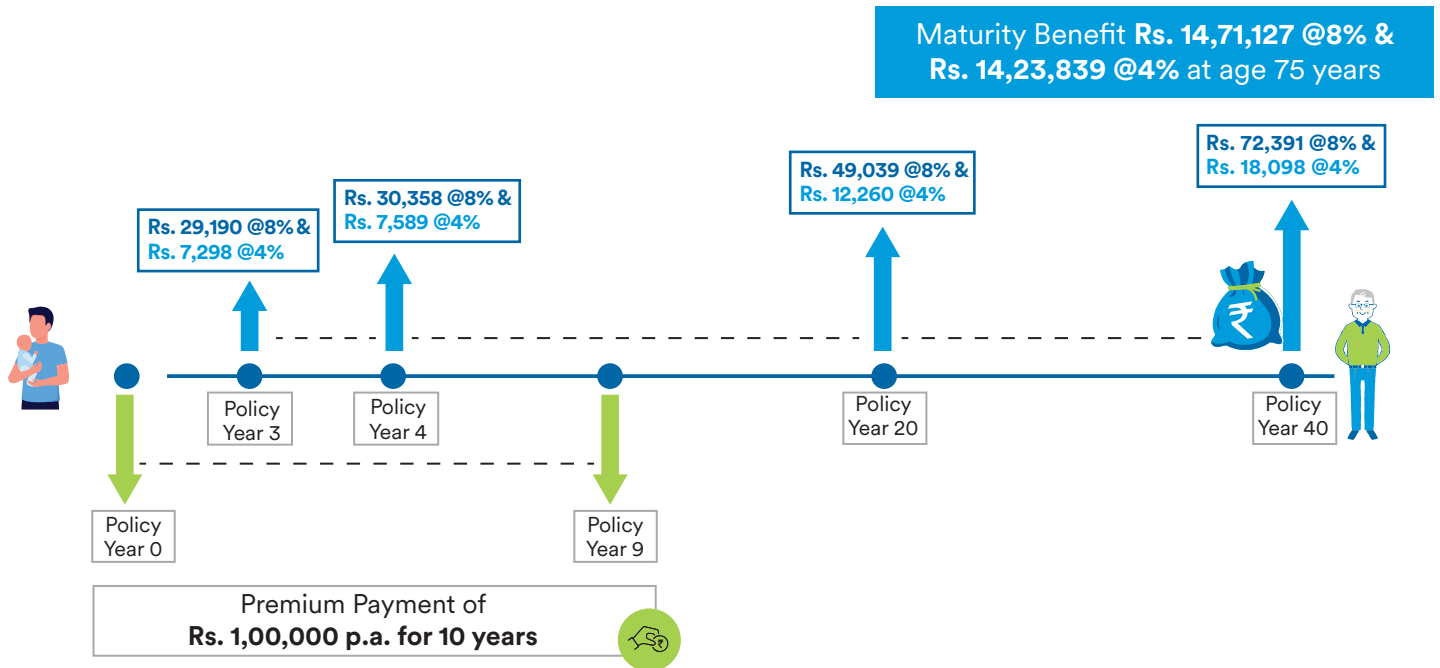 Maturity Benefit Rs. 14,71,127 @8% &
Rs. 14,23,839 @4% at age 75 years
Rs. 29,190 @8% &
Rs. 7,298 @4%
Rs. 30,358 @8% &
Rs. 7,589 @4%
Rs. 49,039 @8% &
Rs. 12,260 @4%
Rs. 72,391 @8% &
Rs. 18,098 @4%
₹
Policy
Year 3
Policy
Year 4
Policy
Year 20
Policy
Year 40
Policy
Year 0
Policy
Year 9
Premium Payment of
Rs. 1,00,000 p.a. for 10 years
₹